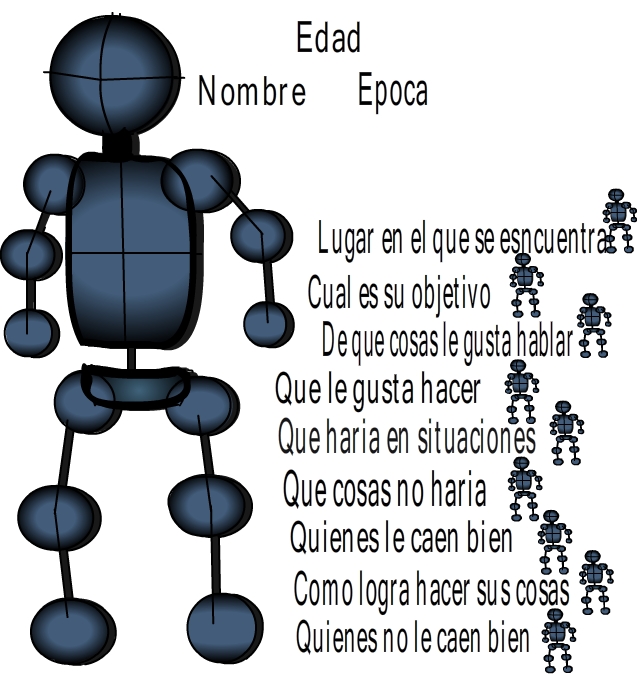 Edad
Nombre Epoca
Lugar en el que se esncuentra
Cual es su objetivo
De que cosas le gusta hablar
Que le gusta hacer
Que haria en situaciones
Que cosas no haria
Quienes le caen bien
Como logra hacer sus cosas
Quienes no le caen bien